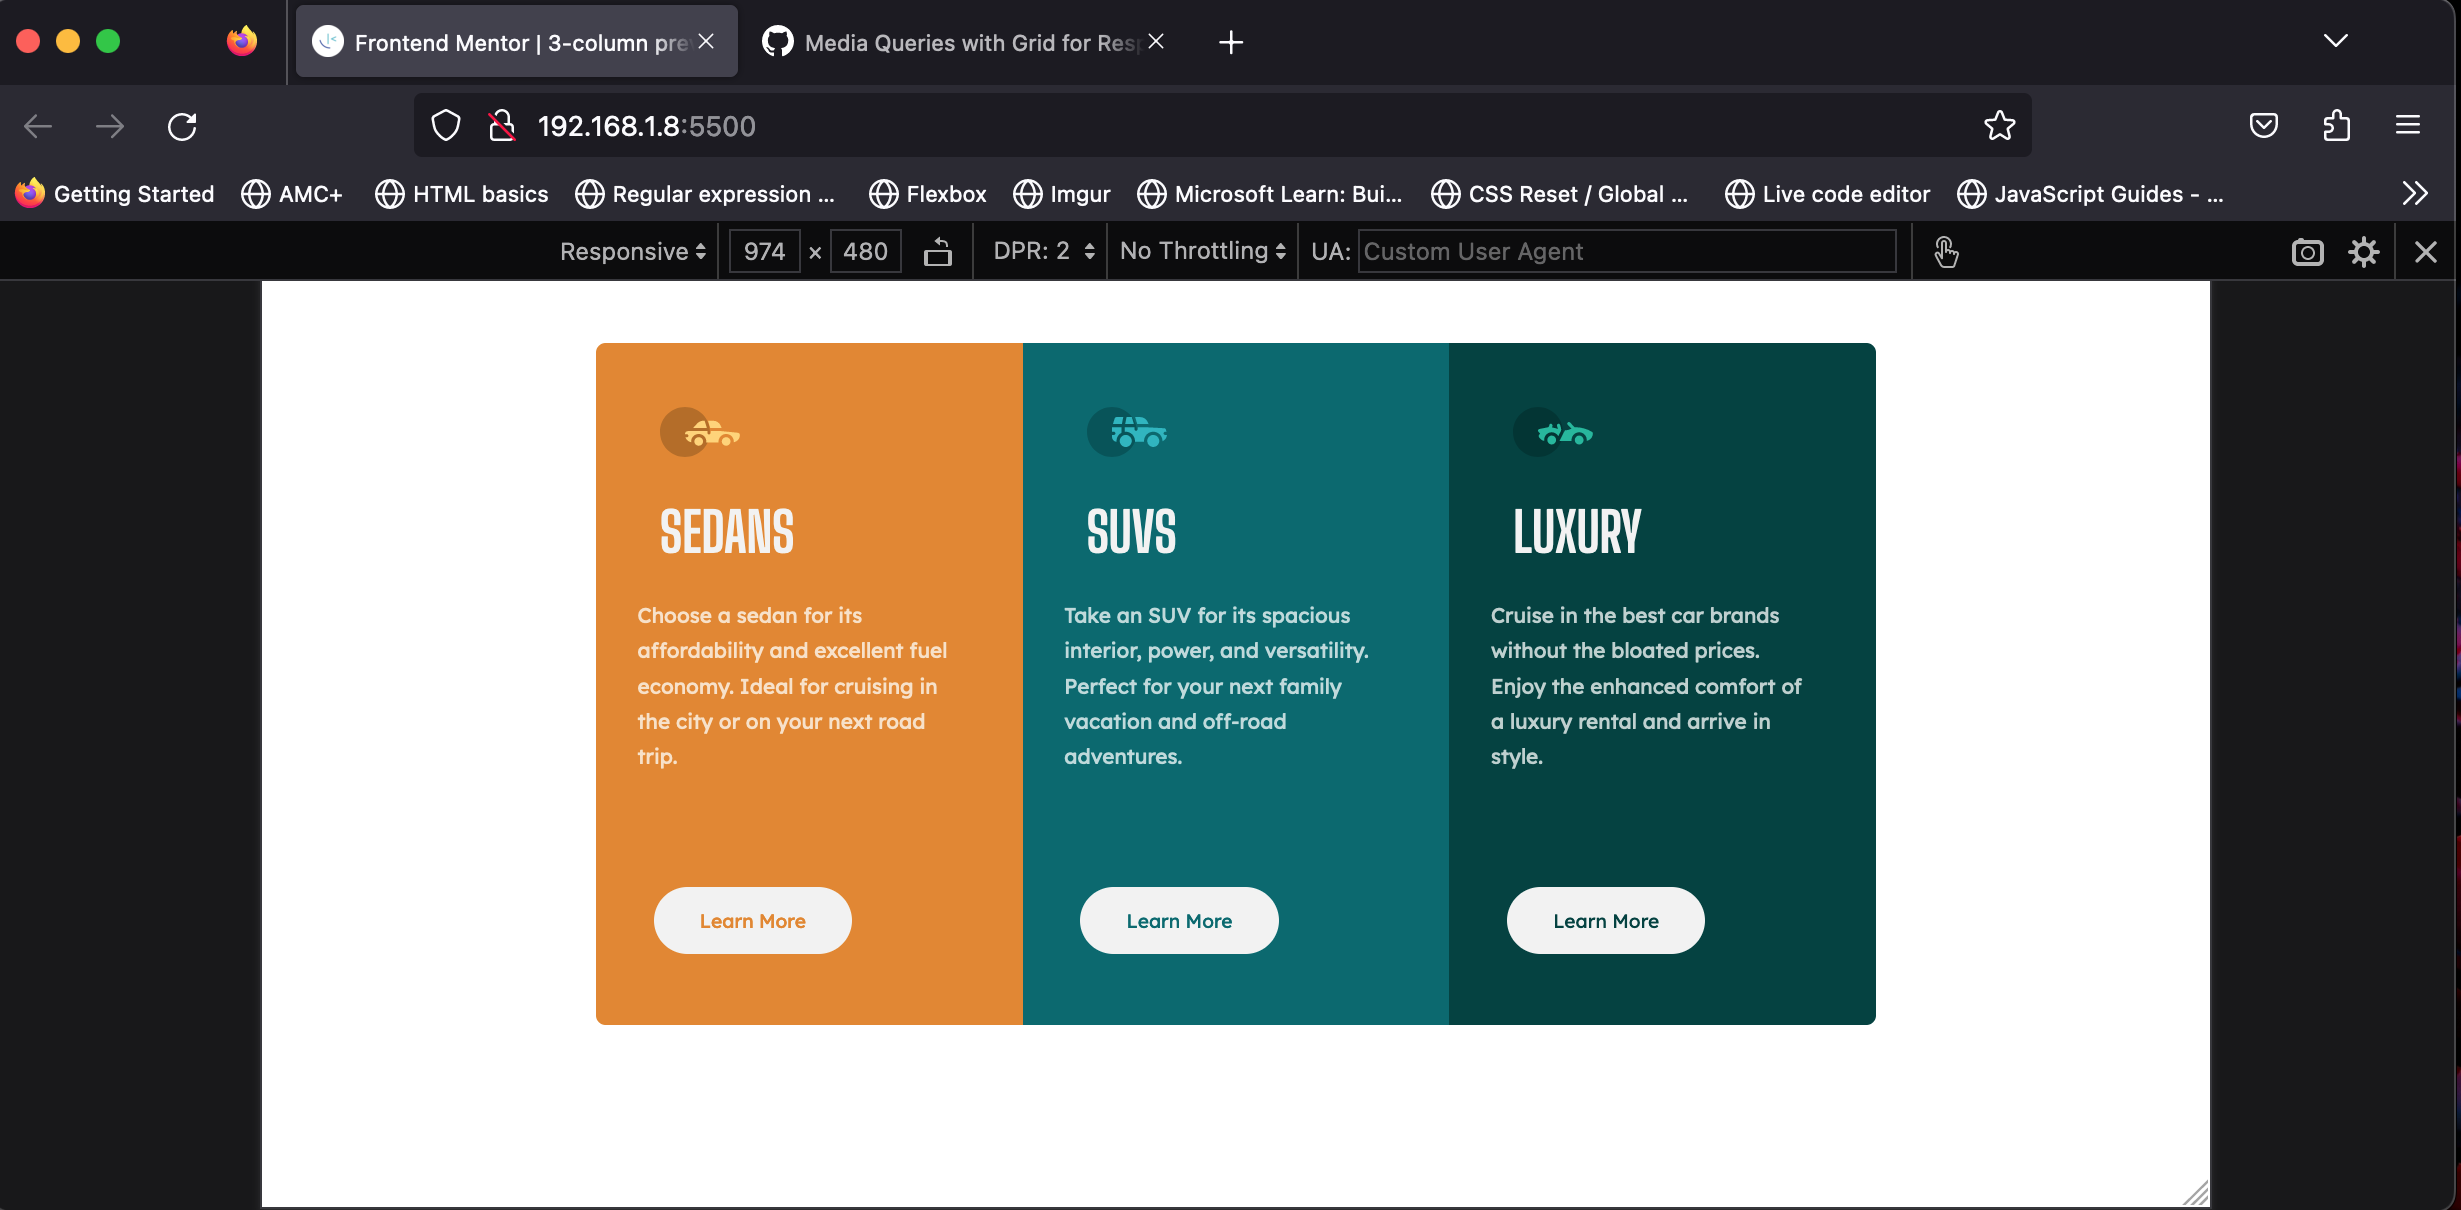 Frontend Mentor | 3-column pre
Media Queries with Grid for Resp
192.168.1.8:5500
Getting Started
AMC+
HTML basics
Regular expression ...
Flexbox
Imgur
Microsoft Learn: Bui...
CSS Reset / Global ...
Live code editor
JavaScript Guides - ...
Responsive
974 × 480
DPR: 2
No Throttling
UA: Custom User Agent
SEDANS
Choose a sedan for its
affordability and excellent fuel
economy. Ideal for cruising in
the city or on your next road
trip.
Learn More
SUVS
Take an SUV for its spacious
interior, power, and versatility.
Perfect for your next family
vacation and off-road
adventures.
Learn More
LUXURY
Cruise in the best car brands
without the bloated prices.
Enjoy the enhanced comfort of
a luxury rental and arrive in
style.
Learn More